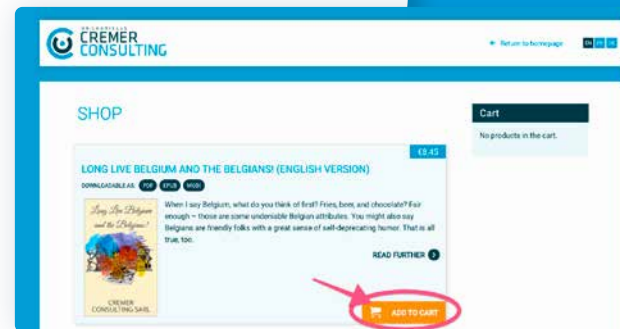 CREMER
CONSULTING
Return to homepage
EN FR DE
SHOP
Cart
No products in the cart.
€8.45
LONG LIVE BELGIUM AND THE BELGIANS! (ENGLISH VERSION)
DOWNLOADABLE AS: PDF EPUB MOBI
When I say Belgium, what do you think of first? Fries, beer, and chocolate? Fair
enough – those are some undeniable Belgian attributes. You might also say
Belgians are friendly folks with a great sense of self-deprecating humor. That is all
true, too.
Long Live Belgium
and the Belgians!
CREMER
CONSULTING SARL
READ FURTHER
ADD TO CART